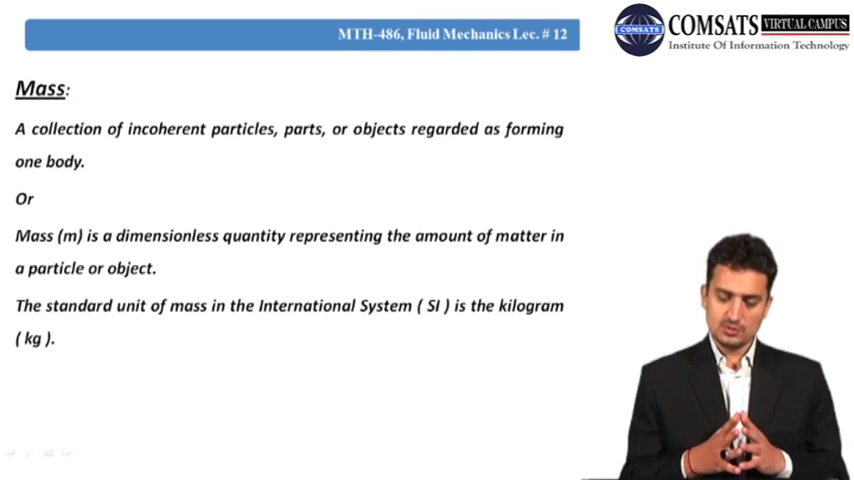 MTH-486, Fluid Mechanics Lec. # 12
COMSATS
COMSATS VIRTUAL CAMPUS
Institute Of Information Technology
Mass:
A collection of incoherent particles, parts, or objects regarded as forming
one body.
Or
Mass (m) is a dimensionless quantity representing the amount of matter in
a particle or object.
The standard unit of mass in the International System ( SI ) is the kilogram
( kg ).